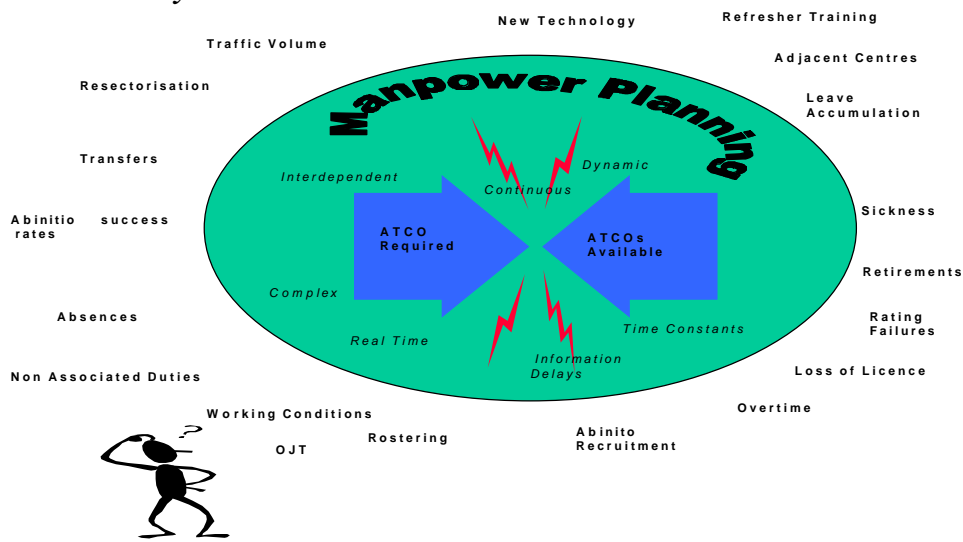 New Technology
Refresher Training
Traffic Volume
Adjacent Centres
Resectorisation
Leave
Accumulation
Manpower Planning
Transfers
Interdependent
Continuous
Dynamic
Abinitio success
rates
ATCO
Required
ATCOs
Available
Sickness
Retirements
Complex
Absences
Real Time
Time Constants
Rating
Failures
Information
Delays
Non Associated Duties
Loss of Licence
Working Conditions
Overtime
OJT
Rostering
Abinito
Recruitment
?